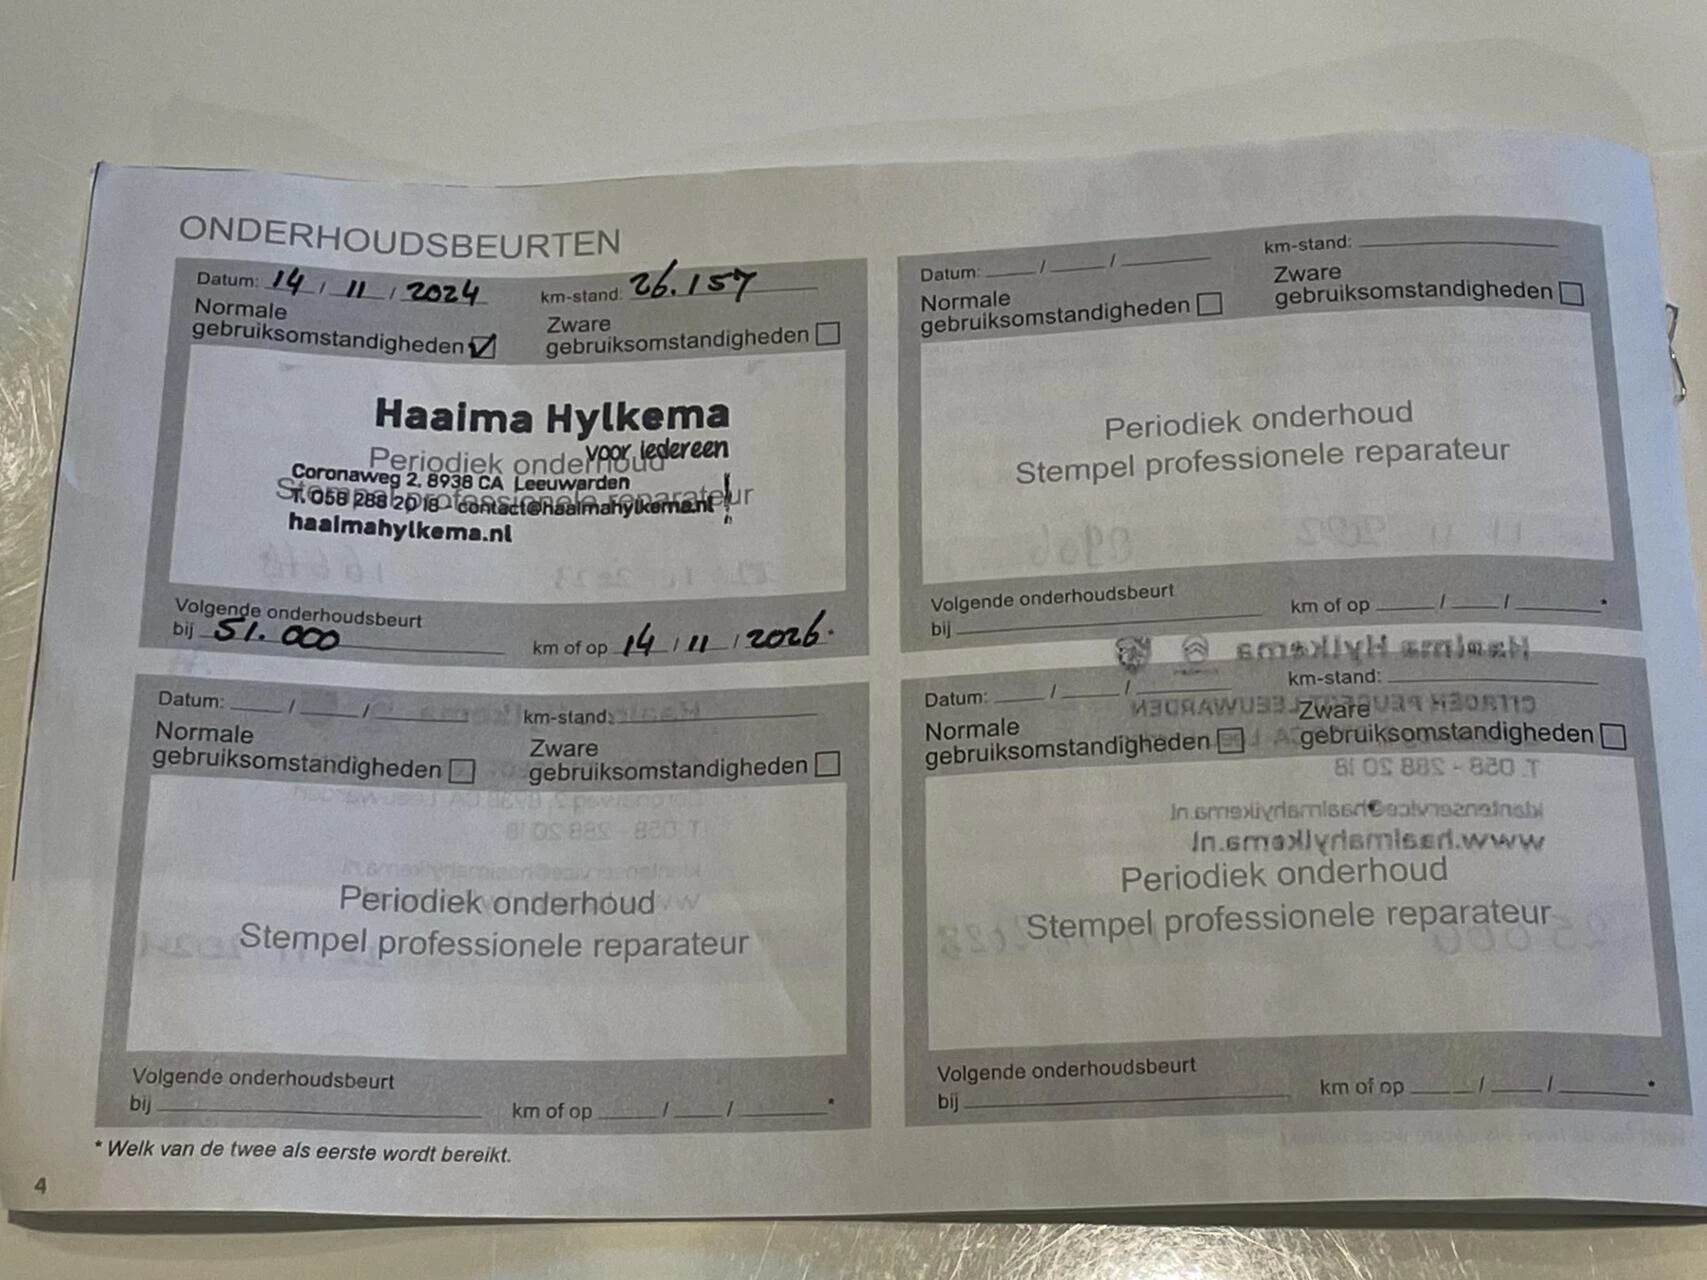 ONDERHOUDSBEURTEN
Datum: 14 / 11 / 2024 km-stand: 26.157
Normale gebruiksomstandigheden Zware gebruiksomstandigheden
Haaima Hylkema
voor iedereen
Periodiek onderhoud
Coronaweg 2, 8938 CA Leeuwarden
Stempel professionele reparateur
T. 058 288 20 18 - contact@haaimahylkema.nl
haaimahylkema.nl
Volgende onderhoudsbeurt
bij 51.000 km of op 14 / 11 / 2026.
Datum: / / km-stand:
Normale gebruiksomstandigheden Zware gebruiksomstandigheden
Periodiek onderhoud
Stempel professionele reparateur
Volgende onderhoudsbeurt
bij km of op / / *
Datum: / / km-stand:
Normale gebruiksomstandigheden Zware gebruiksomstandigheden
Periodiek onderhoud
Stempel professionele reparateur
Volgende onderhoudsbeurt
bij km of op / / *
Datum: / / km-stand:
Normale gebruiksomstandigheden Zware gebruiksomstandigheden
Periodiek onderhoud
Stempel professionele reparateur
Volgende onderhoudsbeurt
bij km of op / / *
* Welk van de twee als eerste wordt bereikt.
4